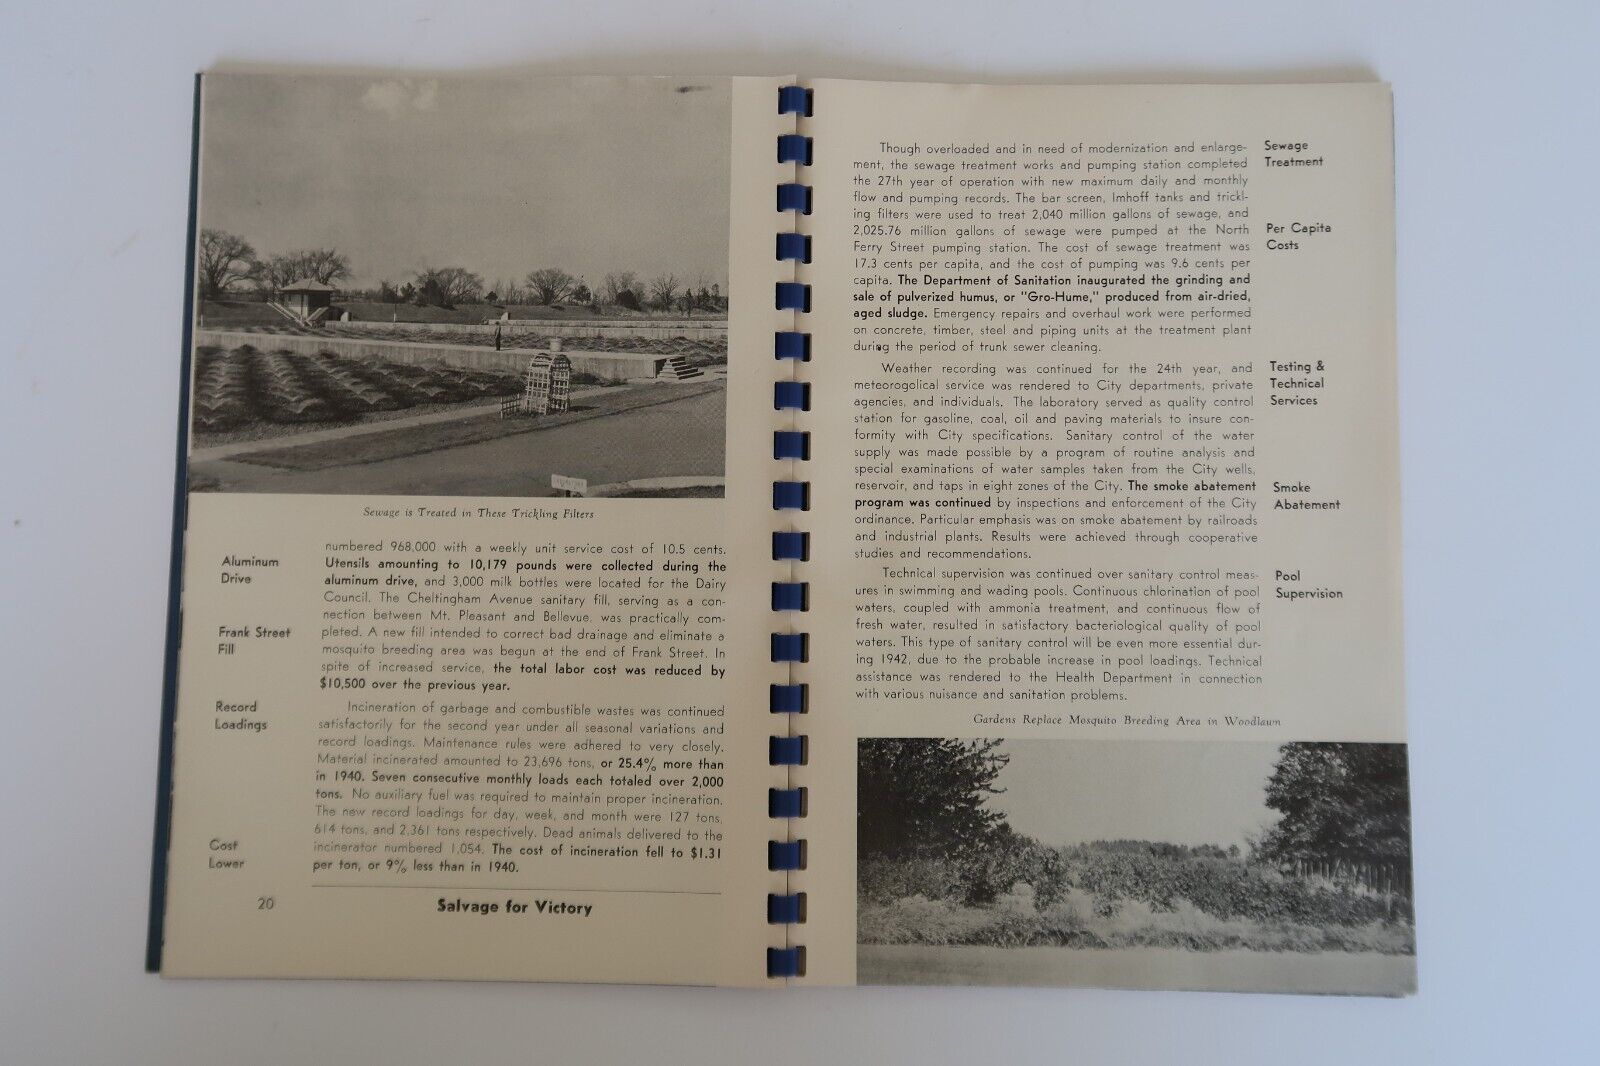 Sewage is Treated in These Trickling Filters
Aluminum
Drive
Frank Street
Fill
Record
Loadings
Cost
Lower
numbered 968,000 with a weekly unit service cost of 10.5 cents.
Utensils amounting to 10,179 pounds were collected during the
aluminum drive, and 3,000 milk bottles were located for the Dairy
Council. The Cheltingham Avenue sanitary fill, serving as a con-
nection between Mt. Pleasant and Bellevue, was practically com-
pleted. A new fill intended to correct bad drainage and eliminate a
mosquito breeding area was begun at the end of Frank Street. In
spite of increased service, the total labor cost was reduced by
$10,500 over the previous year.
Incineration of garbage and combustible wastes was continued
satisfactorily for the second year under all seasonal variations and
record loadings. Maintenance rules were adhered to very closely.
Material incinerated amounted to 23,696 tons, or 25.4% more than
in 1940. Seven consecutive monthly loads each totaled over 2,000
tons. No auxiliary fuel was required to maintain proper incineration.
The new record loadings for day, week, and month were 127 tons,
614 tons, and 2,361 tons respectively. Dead animals delivered to the
incinerator numbered 1,054. The cost of incineration fell to $1.31
per ton, or 9% less than in 1940.
20
Salvage for Victory
Though overloaded and in need of modernization and enlarge-
ment, the sewage treatment works and pumping station completed
the 27th year of operation with new maximum daily and monthly
flow and pumping records. The bar screen, Imhoff tanks and trickl-
ing filters were used to treat 2,040 million gallons of sewage, and
2,025.76 million gallons of sewage were pumped at the North
Ferry Street pumping station. The cost of sewage treatment was
17.3 cents per capita, and the cost of pumping was 9.6 cents per
capita. The Department of Sanitation inaugurated the grinding and
sale of pulverized humus, or "Gro-Hume," produced from air-dried,
aged sludge. Emergency repairs and overhaul work were performed
on concrete, timber, steel and piping units at the treatment plant
during the period of trunk sewer cleaning.
Weather recording was continued for the 24th year, and
meteorogolical service was rendered to City departments, private
agencies, and individuals. The laboratory served as quality control
station for gasoline, coal, oil and paving materials to insure con-
formity with City specifications. Sanitary control of the water
supply was made possible by a program of routine analysis and
special examinations of water samples taken from the City wells,
reservoir, and taps in eight zones of the City. The smoke abatement
program was continued by inspections and enforcement of the City
ordinance. Particular emphasis was on smoke abatement by railroads
and industrial plants. Results were achieved through cooperative
studies and recommendations.
Technical supervision was continued over sanitary control meas-
ures in swimming and wading pools. Continuous chlorination of pool
waters, coupled with ammonia treatment, and continuous flow of
fresh water, resulted in satisfactory bacteriological quality of pool
waters. This type of sanitary control will be even more essential dur-
ing 1942, due to the probable increase in pool loadings. Technical
assistance was rendered to the Health Department in connection
with various nuisance and sanitation problems.
Sewage
Treatment
Per Capita
Costs
Testing &
Technical
Services
Smoke
Abatement
Pool
Supervision
Gardens Replace Mosquito Breeding Area in Woodlawn